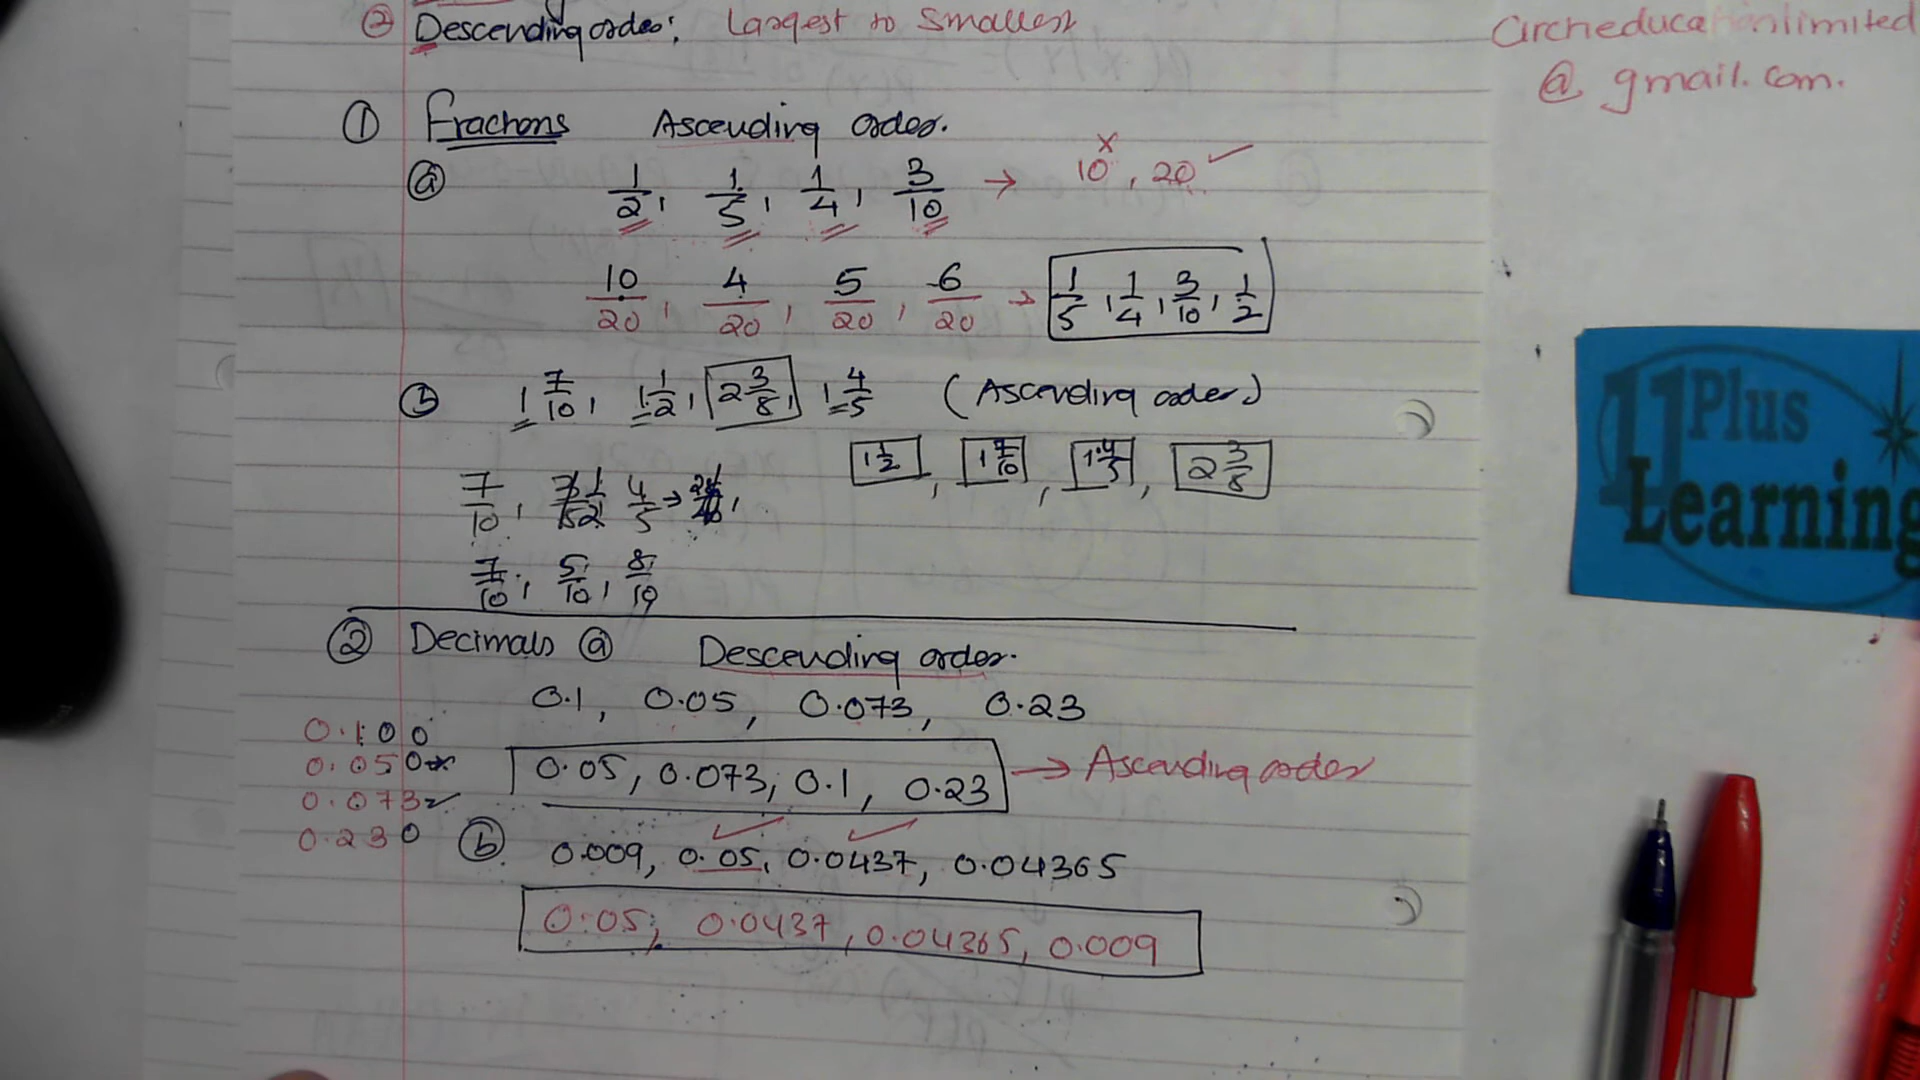 ② Descending order: Largest to Smallest
① Fractions Ascending order.
ⓐ 1/2, 1/5, 1/4, 3/10 → 10 x, 20 ✓
10/20, 4/20, 5/20, 6/20 → 1/5, 1/4, 3/10, 1/2
ⓑ 1 7/10, 1 1/2, 2 3/8, 1 4/5 (Ascending order)
1 1/2, 1 7/10, 1 4/5, 2 3/8
7/10, 1/2 4/5 →
7/10, 5/10, 8/10
② Decimals ⓐ Descending order.
0.1, 0.05, 0.073, 0.23
0.100
0.050 x
0.073 ✓
0.230
0.05, 0.073, 0.1, 0.23 → Ascending order
ⓑ 0.009, 0.05, 0.0437, 0.04365
0.05, 0.0437, 0.04365, 0.009
@ gmail.com.
11 Plus
Learning